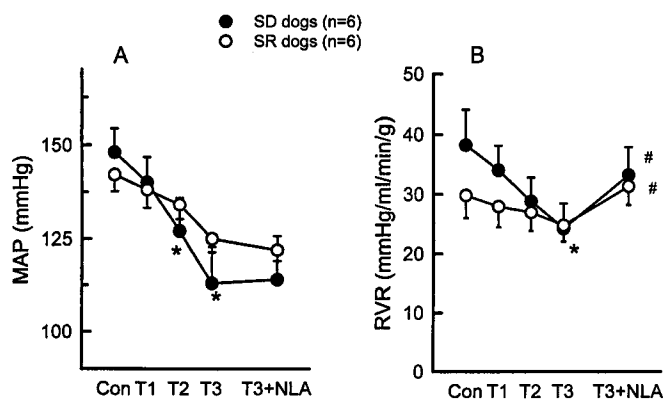 SD dogs (n=6)
SR dogs (n=6)
A
MAP (mmHg)
150
125
100
*
*
Con T1 T2 T3 T3+NLA
B
RVR (mmHg/ml/min/g)
50
40
30
20
10
0
#
#
*
Con T1 T2 T3 T3+NLA